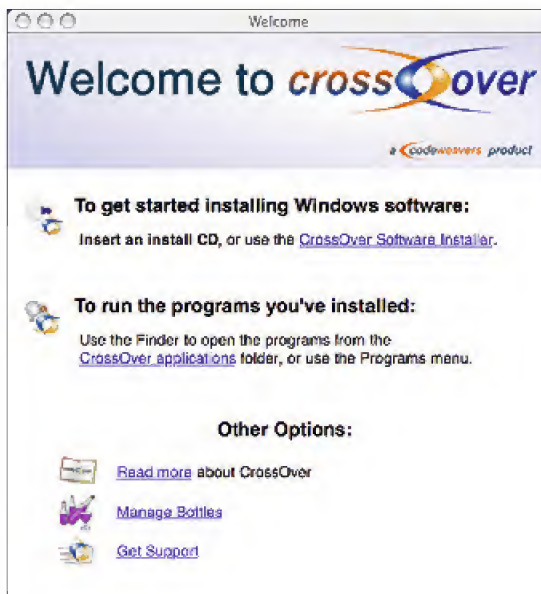 Welcome
Welcome to crossover
a codeweavers product
To get started installing Windows software:
Insert an install CD, or use the CrossOver Software Installer.
To run the programs you've installed:
Use the Finder to open the programs from the
CrossOver applications folder, or use the Programs menu.
Other Options:
Read more about CrossOver
Manage Bottles
Get Support